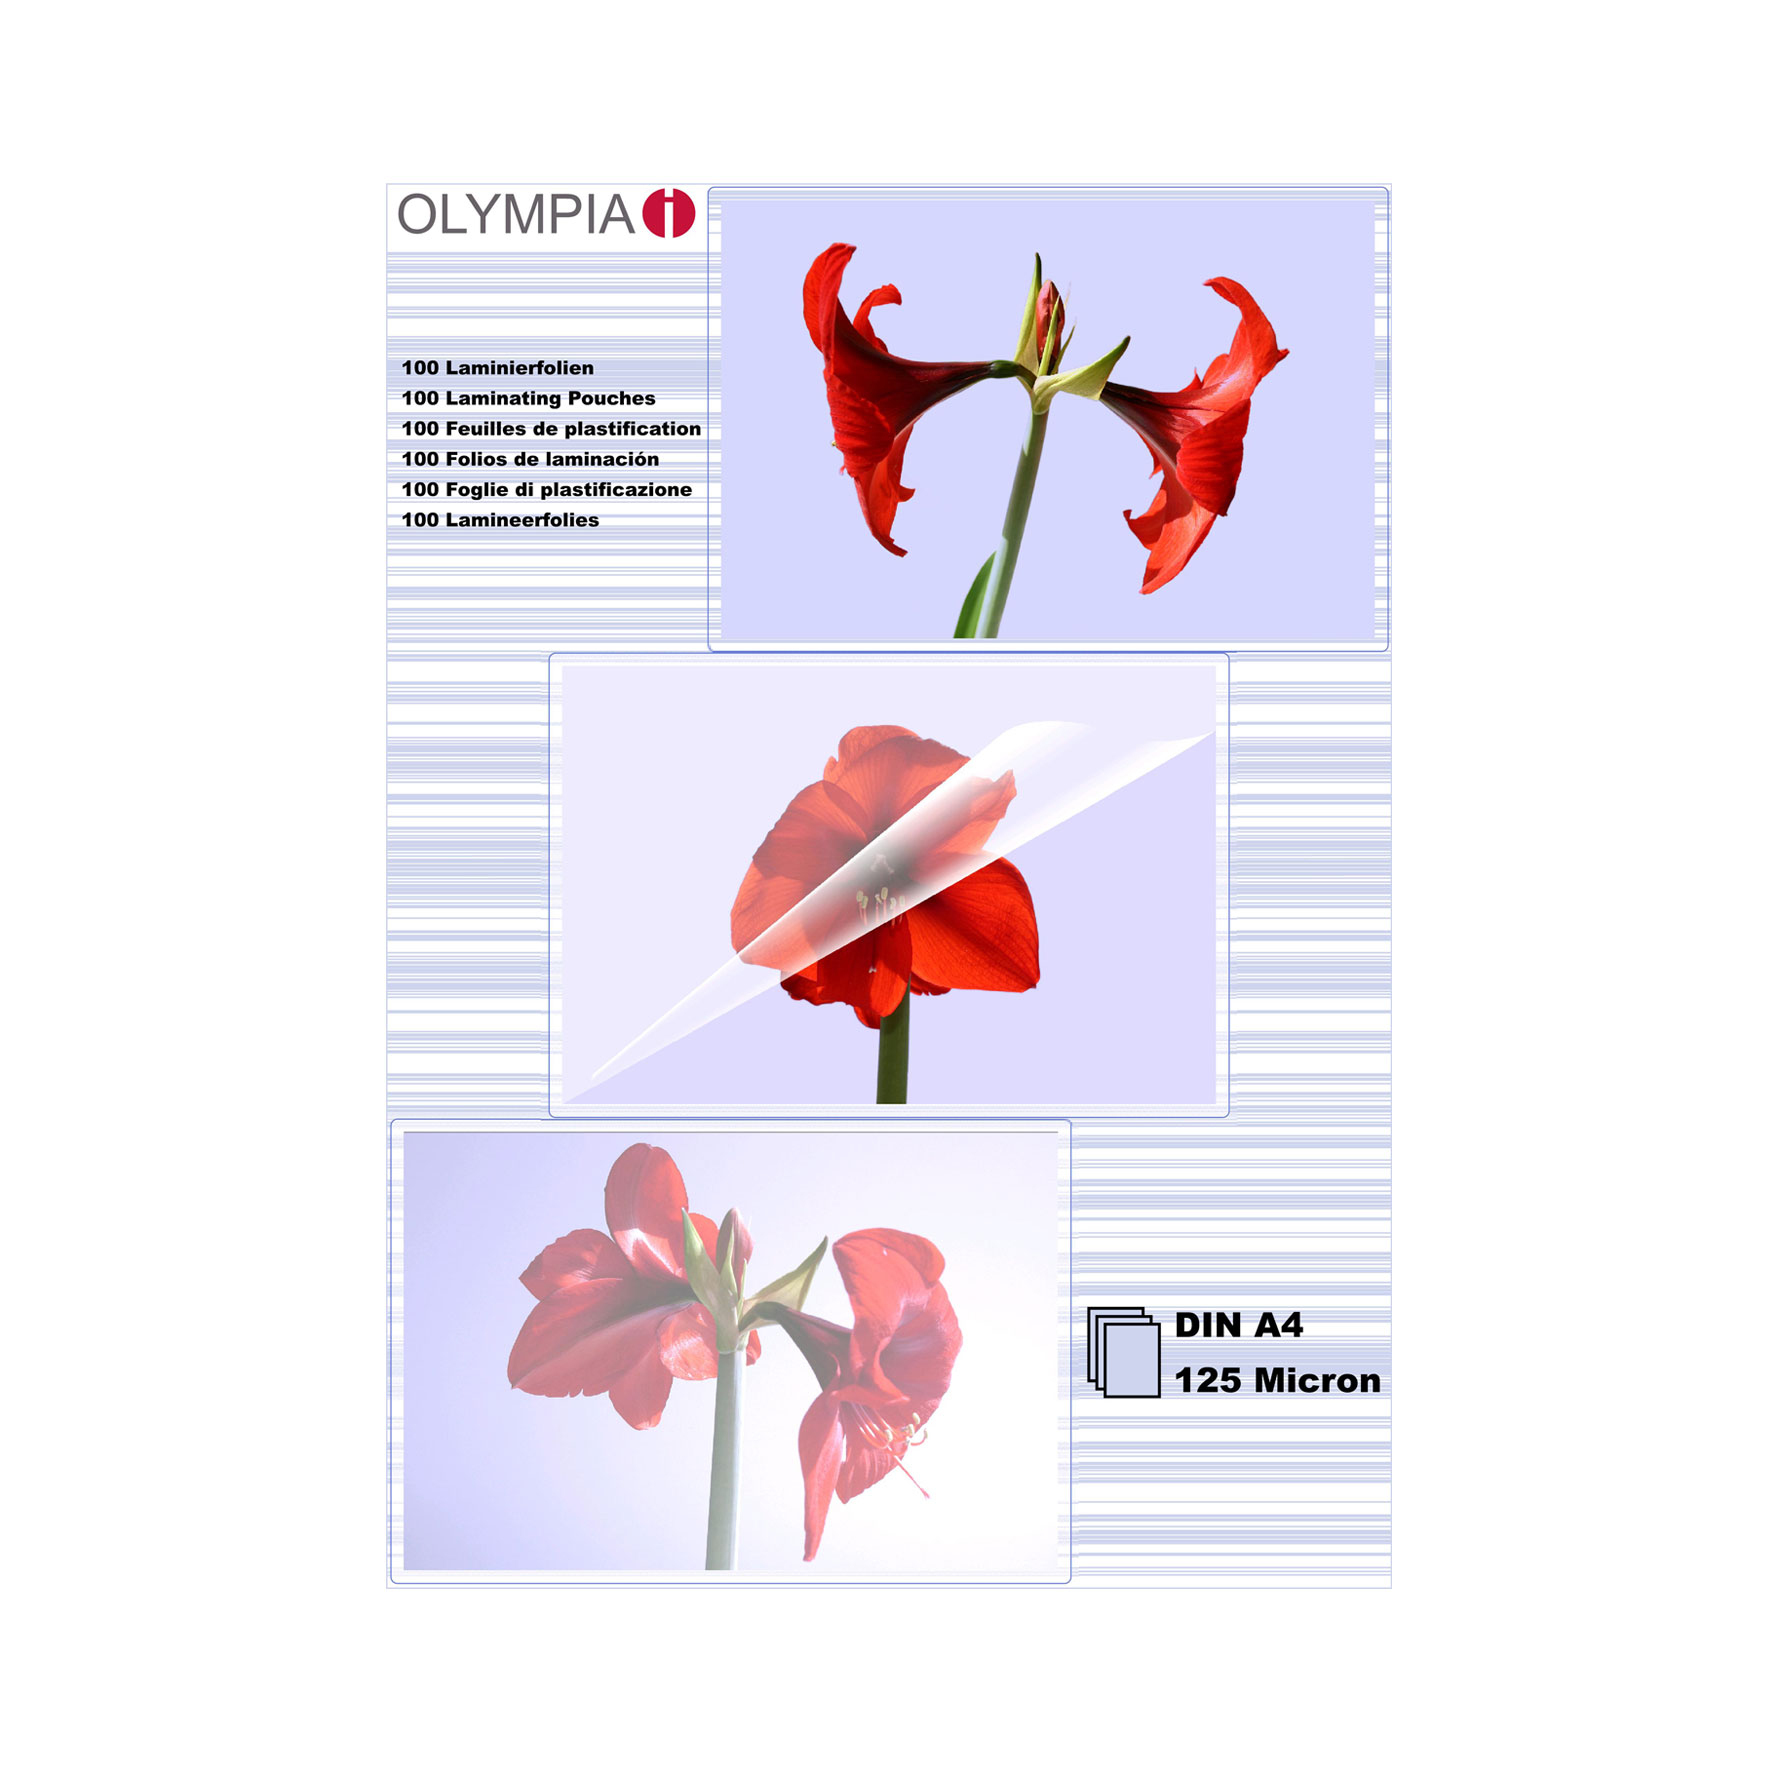 OLYMPIA
100 Laminierfolien
100 Laminating Pouches
100 Feuilles de plastification
100 Folios de laminación
100 Foglie di plastificazione
100 Lamineerfolies
DIN A4
125 Micron